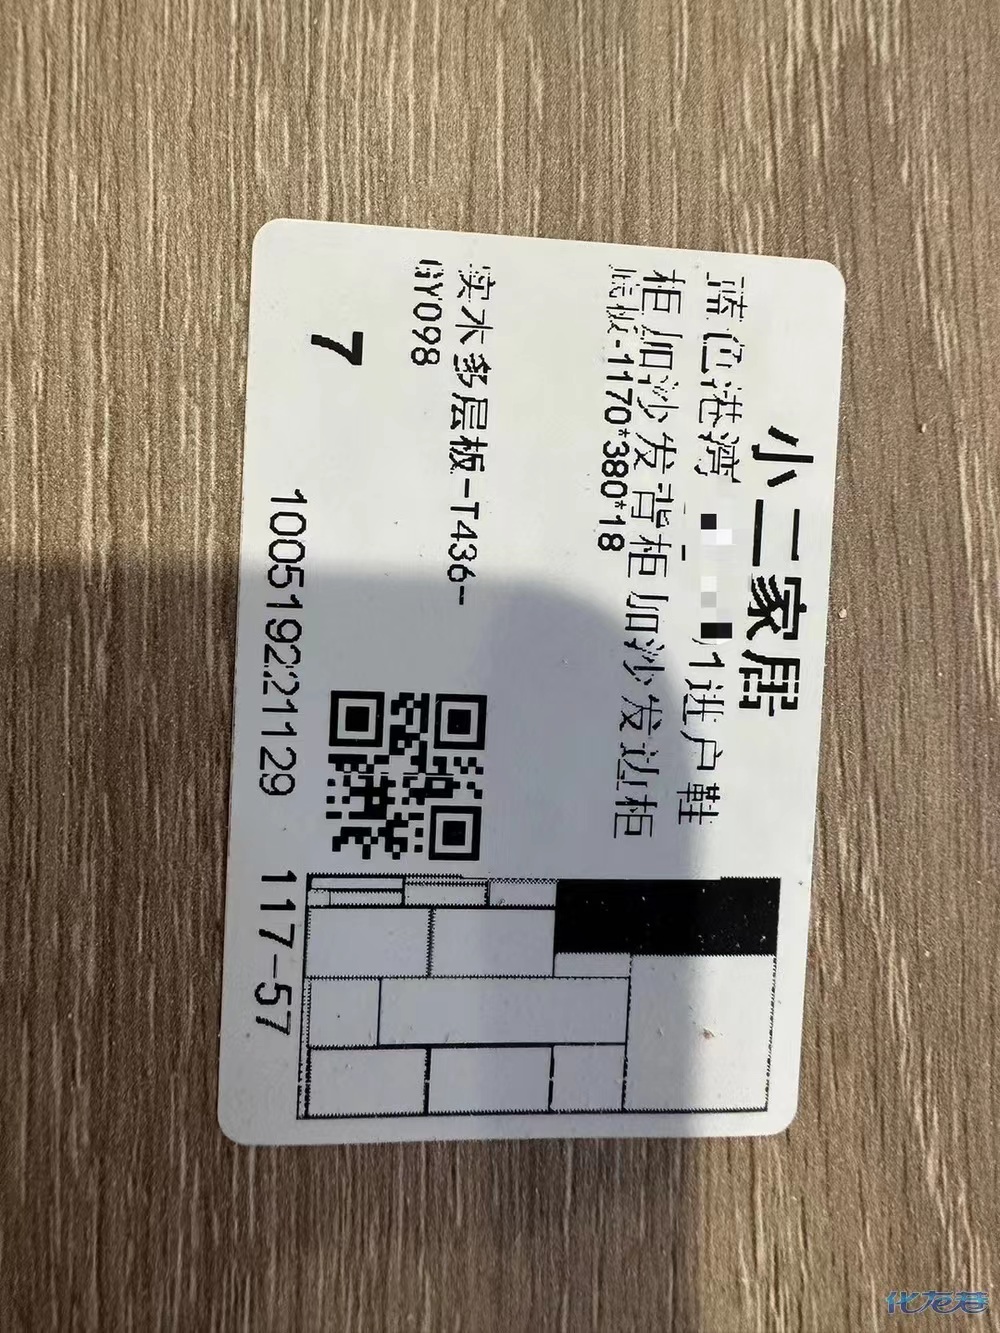 小二家居
蓝色港湾 1进户鞋
柜加沙发背柜加沙发边柜
底板-1170*380*18
实木多层板-T436-
GY098
7
1005192211129
117-57
化龙巷